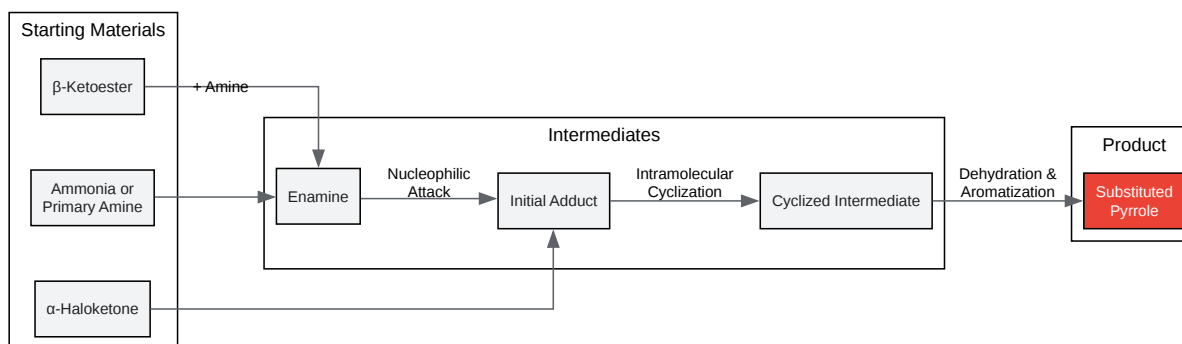 Starting Materials
β-Ketoester
+ Amine
Ammonia or
Primary Amine
α-Haloketone
Intermediates
Enamine
Nucleophilic
Attack
Initial Adduct
Intramolecular
Cyclization
Cyclized Intermediate
Dehydration &
Aromatization
Product
Substituted
Pyrrole